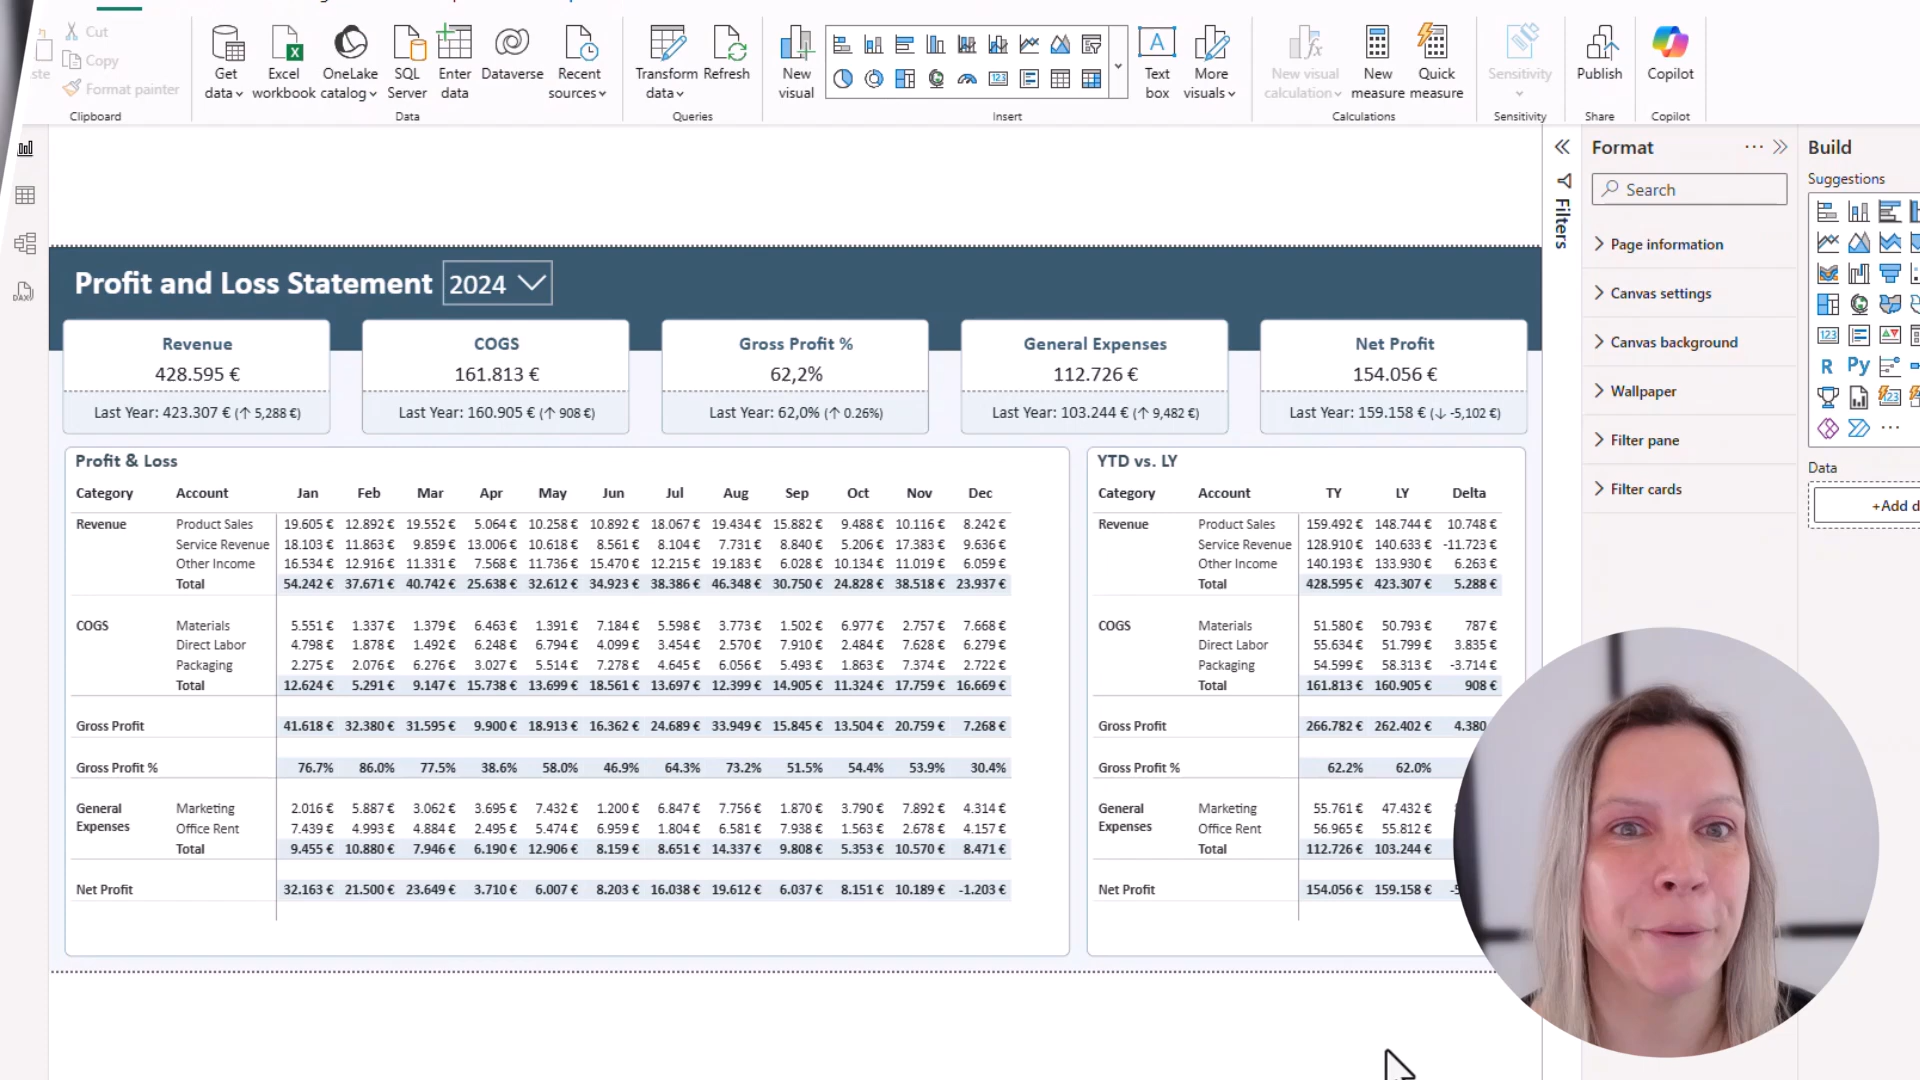 Cut
Copy
ste
Format painter
Clipboard
Get data
Excel workbook
OneLake catalog
SQL Server
Enter data
Dataverse
Recent sources
Data
Transform data
Refresh
Queries
New visual
Text box
More visuals
Insert
New visual calculation
New measure
Quick measure
Calculations
Sensitivity
Sensitivity
Publish
Share
Copilot
Copilot
DAX
Profit and Loss Statement 2024
Revenue
428.595 €
Last Year: 423.307 € (↑ 5,288 €)
COGS
161.813 €
Last Year: 160.905 € (↑ 908 €)
Gross Profit %
62,2%
Last Year: 62,0% (↑ 0.26%)
General Expenses
112.726 €
Last Year: 103.244 € (↑ 9,482 €)
Net Profit
154.056 €
Last Year: 159.158 € (↓ -5,102 €)
Profit & Loss
Category Account Jan Feb Mar Apr May Jun Jul Aug Sep Oct Nov Dec
Revenue Product Sales 19.605 € 12.892 € 19.552 € 5.064 € 10.258 € 10.892 € 18.067 € 19.434 € 15.882 € 9.488 € 10.116 € 8.242 €
Service Revenue 18.103 € 11.863 € 9.859 € 13.006 € 10.618 € 8.561 € 8.104 € 7.731 € 8.840 € 5.206 € 17.383 € 9.636 €
Other Income 16.534 € 12.916 € 11.331 € 7.568 € 11.736 € 15.470 € 12.215 € 19.183 € 6.028 € 10.134 € 11.019 € 6.059 €
Total 54.242 € 37.671 € 40.742 € 25.638 € 32.612 € 34.923 € 38.386 € 46.348 € 30.750 € 24.828 € 38.518 € 23.937 €
COGS Materials 5.551 € 1.337 € 1.379 € 6.463 € 1.391 € 7.184 € 5.598 € 3.773 € 1.502 € 6.977 € 2.757 € 7.668 €
Direct Labor 4.798 € 1.878 € 1.492 € 6.248 € 6.794 € 4.099 € 3.454 € 2.570 € 7.910 € 2.484 € 7.628 € 6.279 €
Packaging 2.275 € 2.076 € 6.276 € 3.027 € 5.514 € 7.278 € 4.645 € 6.056 € 5.493 € 1.863 € 7.374 € 2.722 €
Total 12.624 € 5.291 € 9.147 € 15.738 € 13.699 € 18.561 € 13.697 € 12.399 € 14.905 € 11.324 € 17.759 € 16.669 €
Gross Profit 41.618 € 32.380 € 31.595 € 9.900 € 18.913 € 16.362 € 24.689 € 33.949 € 15.845 € 13.504 € 20.759 € 7.268 €
Gross Profit % 76.7% 86.0% 77.5% 38.6% 58.0% 46.9% 64.3% 73.2% 51.5% 54.4% 53.9% 30.4%
General Expenses Marketing 2.016 € 5.887 € 3.062 € 3.695 € 7.432 € 1.200 € 6.847 € 7.756 € 1.870 € 3.790 € 7.892 € 4.314 €
Office Rent 7.439 € 4.993 € 4.884 € 2.495 € 5.474 € 6.959 € 1.804 € 6.581 € 7.938 € 1.563 € 2.678 € 4.157 €
Total 9.455 € 10.880 € 7.946 € 6.190 € 12.906 € 8.159 € 8.651 € 14.337 € 9.808 € 5.353 € 10.570 € 8.471 €
Net Profit 32.163 € 21.500 € 23.649 € 3.710 € 6.007 € 8.203 € 16.038 € 19.612 € 6.037 € 8.151 € 10.189 € -1.203 €
YTD vs. LY
Category Account TY LY Delta
Revenue Product Sales 159.492 € 148.744 € 10.748 €
Service Revenue 128.910 € 140.633 € -11.723 €
Other Income 140.193 € 133.930 € 6.263 €
Total 428.595 € 423.307 € 5.288 €
COGS Materials 51.580 € 50.793 € 787 €
Direct Labor 55.634 € 51.799 € 3.835 €
Packaging 54.599 € 58.313 € -3.714 €
Total 161.813 € 160.905 € 908 €
Gross Profit 266.782 € 262.402 € 4.380
Gross Profit % 62.2% 62.0%
General Expenses Marketing 55.761 € 47.432 €
Office Rent 56.965 € 55.812 €
Total 112.726 € 103.244 €
Net Profit 154.056 € 159.158 €
Filters
Format
Search
Page information
Canvas settings
Canvas background
Wallpaper
Filter pane
Filter cards
Build
Suggestions
123
R Py
123
Data
+Add d